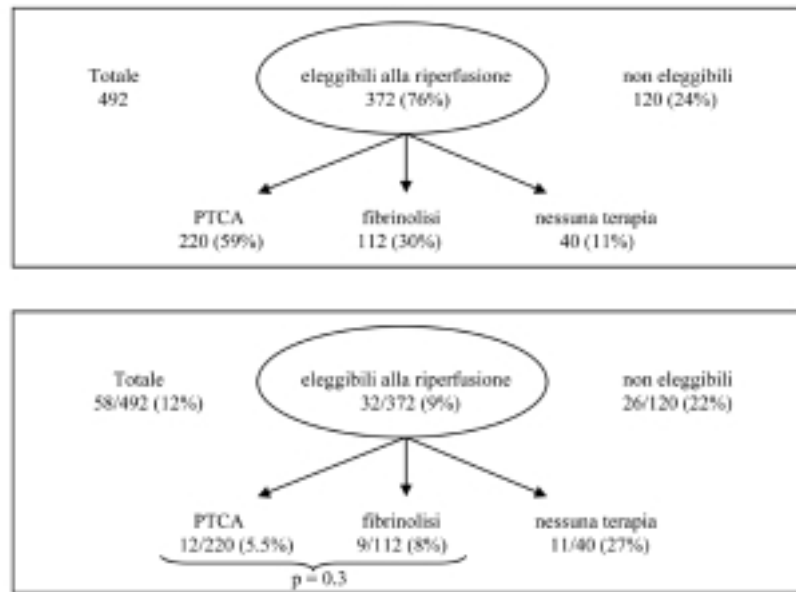 Totale
492
eleggibili alla riperfusione
372 (76%)
non eleggibili
120 (24%)
PTCA
220 (59%)
fibrinolisi
112 (30%)
nessuna terapia
40 (11%)
Totale
58/492 (12%)
eleggibili alla riperfusione
32/372 (9%)
non eleggibili
26/120 (22%)
PTCA
12/220 (5.5%)
fibrinolisi
9/112 (8%)
nessuna terapia
11/40 (27%)
p = 0.3